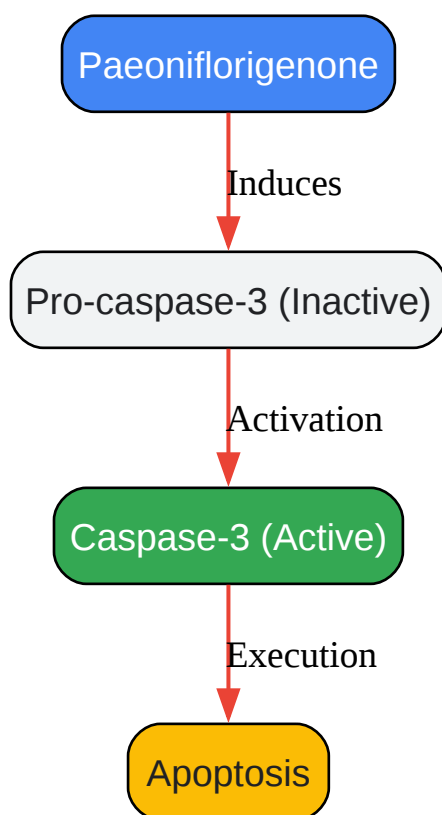 Paeoniflorigenone
Induces
Pro-caspase-3 (Inactive)
Activation
Caspase-3 (Active)
Execution
Apoptosis